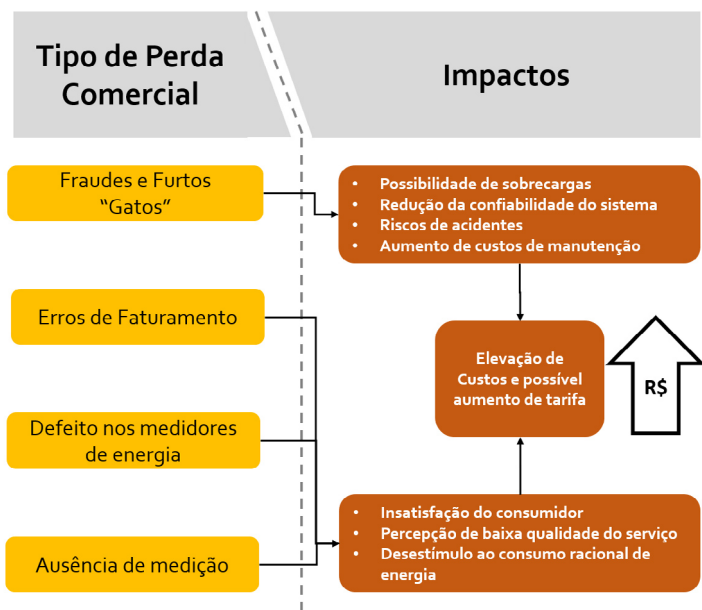 Tipo de Perda
Comercial
Impactos
Fraudes e Furtos
“Gatos”
• Possibilidade de sobrecargas
• Redução da confiabilidade do sistema
• Riscos de acidentes
• Aumento de custos de manutenção
Erros de Faturamento
Elevação de
Custos e possível
aumento de tarifa
R$
Defeito nos medidores
de energia
• Insatisfação do consumidor
• Percepção de baixa qualidade do serviço
• Desestímulo ao consumo racional de
energia
Ausência de medição